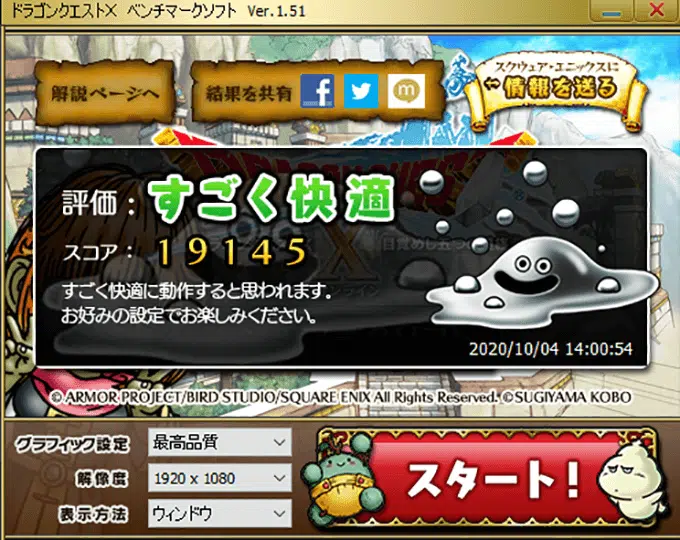 ドラゴンクエストX ベンチマークソフト Ver.1.51
解説ページへ
結果を共有
スクウェア・エニックスに
情報を送る
評価：すごく快適
スコア： 19145
すごく快適に動作すると思われます。
お好みの設定でお楽しみください。
2020/10/04 14:00:54
© ARMOR PROJECT/BIRD STUDIO/SQUARE ENIX All Rights Reserved. ©SUGIYAMA KOBO
グラフィック設定 最高品質
解像度 1920 x 1080
表示方法 ウィンドウ
スタート！